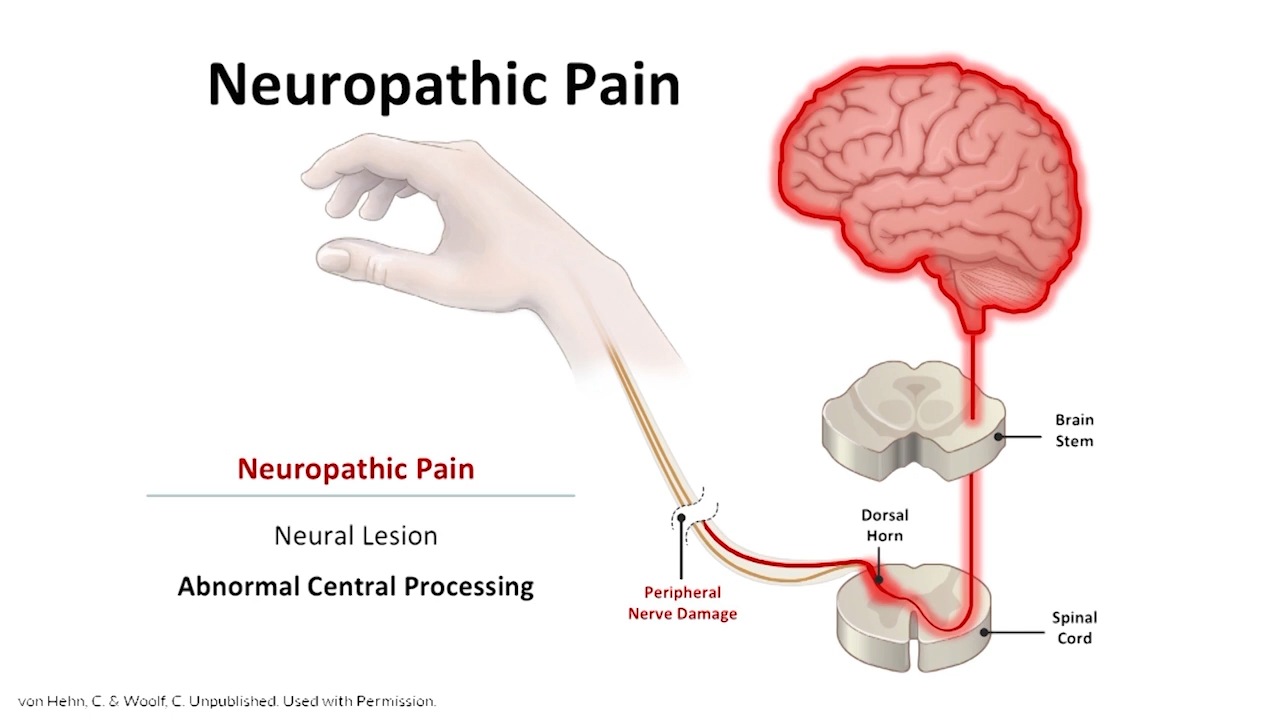 Neuropathic Pain
Brain
Stem
Neuropathic Pain
Neural Lesion
Abnormal Central Processing
Dorsal
Horn
Peripheral
Nerve Damage
Spinal
Cord
von Hehn, C. & Woolf, C. Unpublished. Used with Permission.